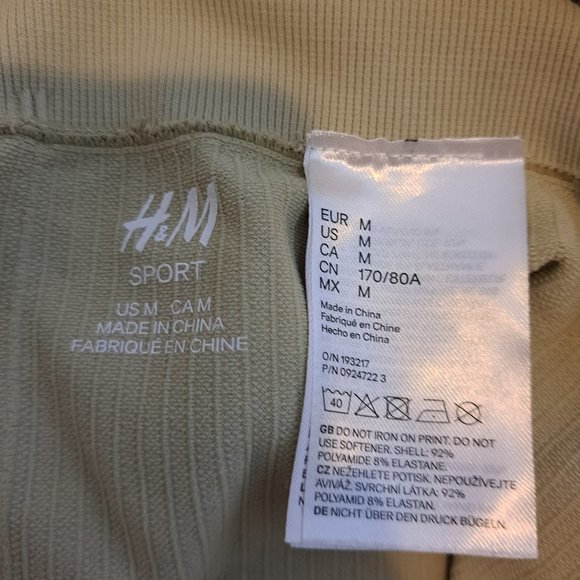 H&M
SPORT
US M CA M
MADE IN CHINA
FABRIQUÉ EN CHINE
EUR M
US M
CA M
CN 170/80A
MX M
Made in China
Fabriqué en Chine
Hecho en China
O/N 193217
P/N 0924722 3
40
GB DO NOT IRON ON PRINT. DO NOT
USE SOFTENER. SHELL: 92%
POLYAMIDE 8% ELASTANE.
CZ NEŽEHLETE POTISK. NEPOUŽÍVEJTE
AVIVÁŽ. SVRCHNÍ LÁTKA: 92%
POLYAMID 8% ELASTAN.
DE NICHT ÜBER DEN DRUCK BÜGELN.